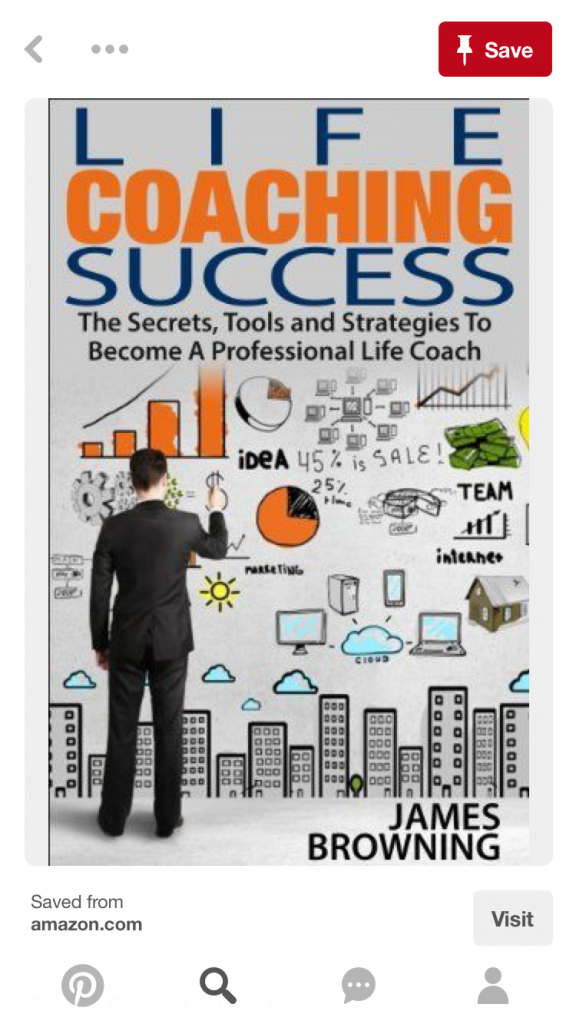 Save
LIFE
COACHING
SUCCESS
The Secrets, Tools and Strategies To
Become A Professional Life Coach
iDEA 45% is SALE!
25%
TEAM
internet
MARKETING
CLOUD
JAMES
BROWNING
Saved from
amazon.com
Visit